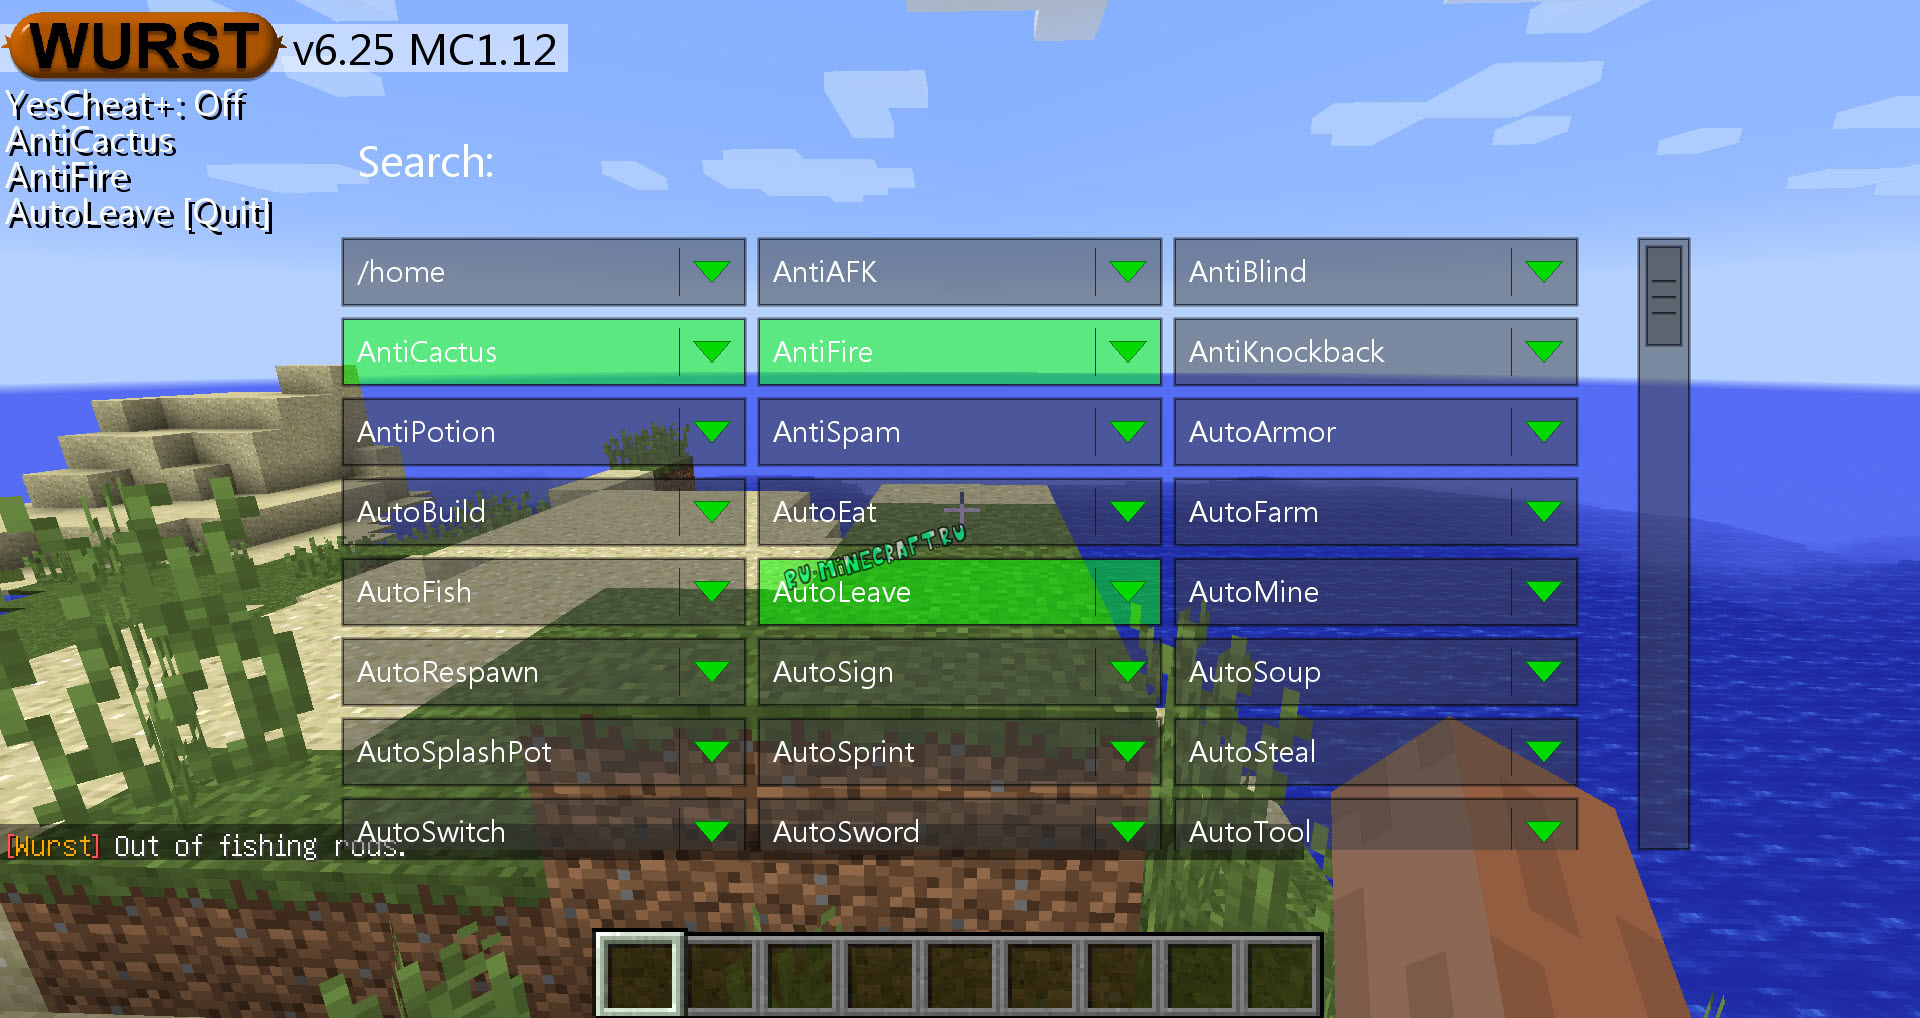 WURST v6.25 MC1.12
YesCheat+: Off
AntiCactus
AntiFire
AutoLeave [Quit]
Search:
/home AntiAFK AntiBlind
AntiCactus AntiFire AntiKnockback
AntiPotion AntiSpam AutoArmor
AutoBuild AutoEat AutoFarm
RU-MINECRAFT.RU
AutoFish AutoLeave AutoMine
AutoRespawn AutoSign AutoSoup
AutoSplashPot AutoSprint AutoSteal
AutoSwitch AutoSword AutoTool
[Wurst] Out of fishing rods.